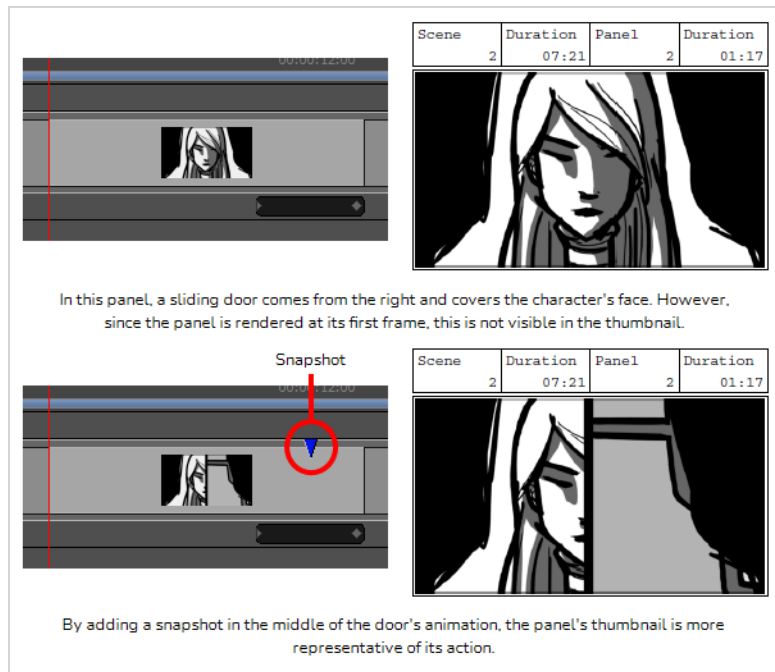 00:00:12:00
Scene Duration Panel Duration
2 07:21 2 01:17
In this panel, a sliding door comes from the right and covers the character's face. However,
since the panel is rendered at its first frame, this is not visible in the thumbnail.
Snapshot
00:00:12:00
Scene Duration Panel Duration
2 07:21 2 01:17
By adding a snapshot in the middle of the door's animation, the panel's thumbnail is more
representative of its action.